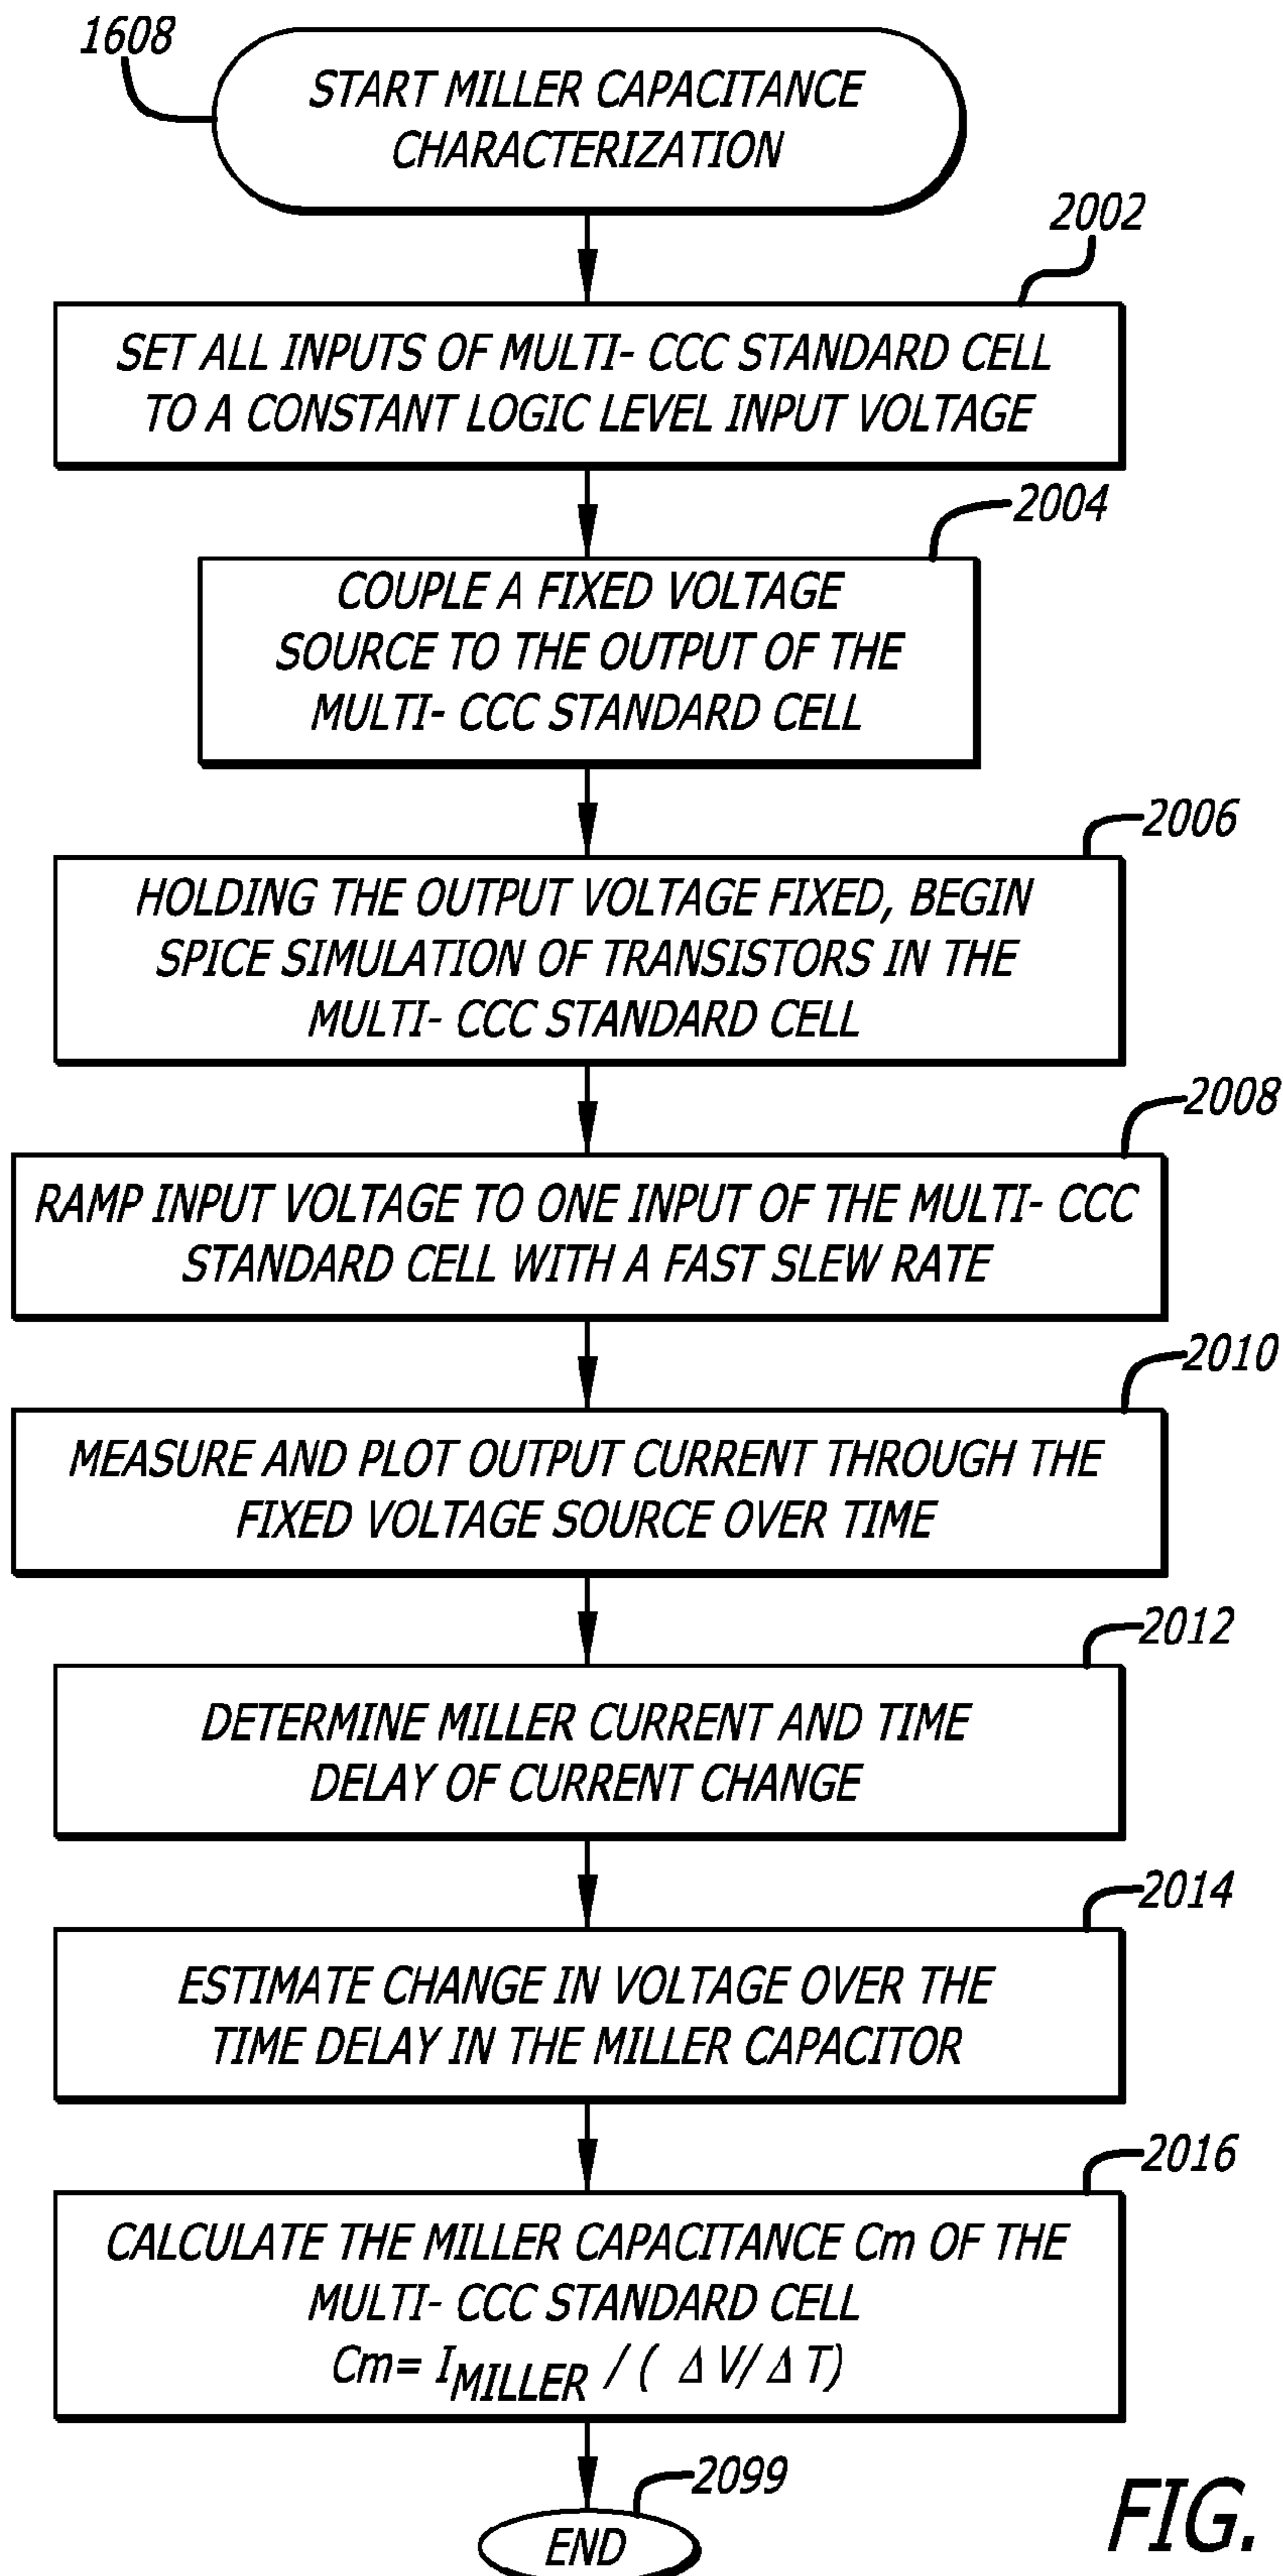 1608
START MILLER CAPACITANCE
CHARACTERIZATION
2002
SET ALL INPUTS OF MULTI- CCC STANDARD CELL
TO A CONSTANT LOGIC LEVEL INPUT VOLTAGE
2004
COUPLE A FIXED VOLTAGE
SOURCE TO THE OUTPUT OF THE
MULTI- CCC STANDARD CELL
2006
HOLDING THE OUTPUT VOLTAGE FIXED, BEGIN
SPICE SIMULATION OF TRANSISTORS IN THE
MULTI- CCC STANDARD CELL
2008
RAMP INPUT VOLTAGE TO ONE INPUT OF THE MULTI- CCC
STANDARD CELL WITH A FAST SLEW RATE
2010
MEASURE AND PLOT OUTPUT CURRENT THROUGH THE
FIXED VOLTAGE SOURCE OVER TIME
2012
DETERMINE MILLER CURRENT AND TIME
DELAY OF CURRENT CHANGE
2014
ESTIMATE CHANGE IN VOLTAGE OVER THE
TIME DELAY IN THE MILLER CAPACITOR
2016
CALCULATE THE MILLER CAPACITANCE Cm OF THE
MULTI- CCC STANDARD CELL
Cm= I MILLER / ( Δ V/ Δ T)
2099
END
FIG.